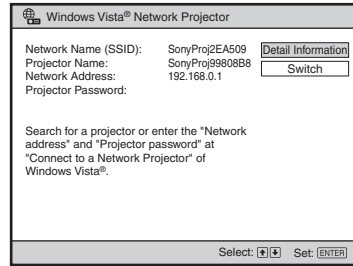 Windows Vista® Network Projector
Network Name (SSID): SonyProj2EA509
Projector Name: SonyProj99808B8
Network Address: 192.168.0.1
Projector Password:
Detail Information
Switch
Search for a projector or enter the "Network
address" and "Projector password" at
"Connect to a Network Projector" of
Windows Vista®.
Select: ↑ ↓ Set: ENTER